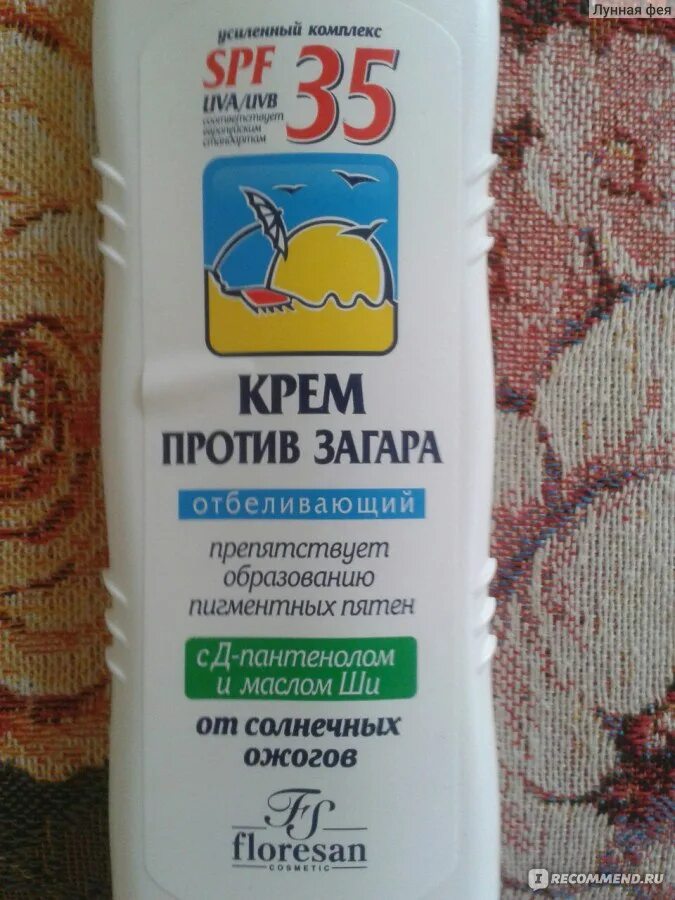 Лунная фея
усиленный комплекс
SPF 35
UVA/UVB
соответствует
европейским
стандартам
КРЕМ
ПРОТИВ ЗАГАРА
отбеливающий
препятствует
образованию
пигментных пятен
с Д-пантенолом
и маслом Ши
от солнечных
ожогов
FS
floresan
COSMETIC
IRECOMMEND.RU